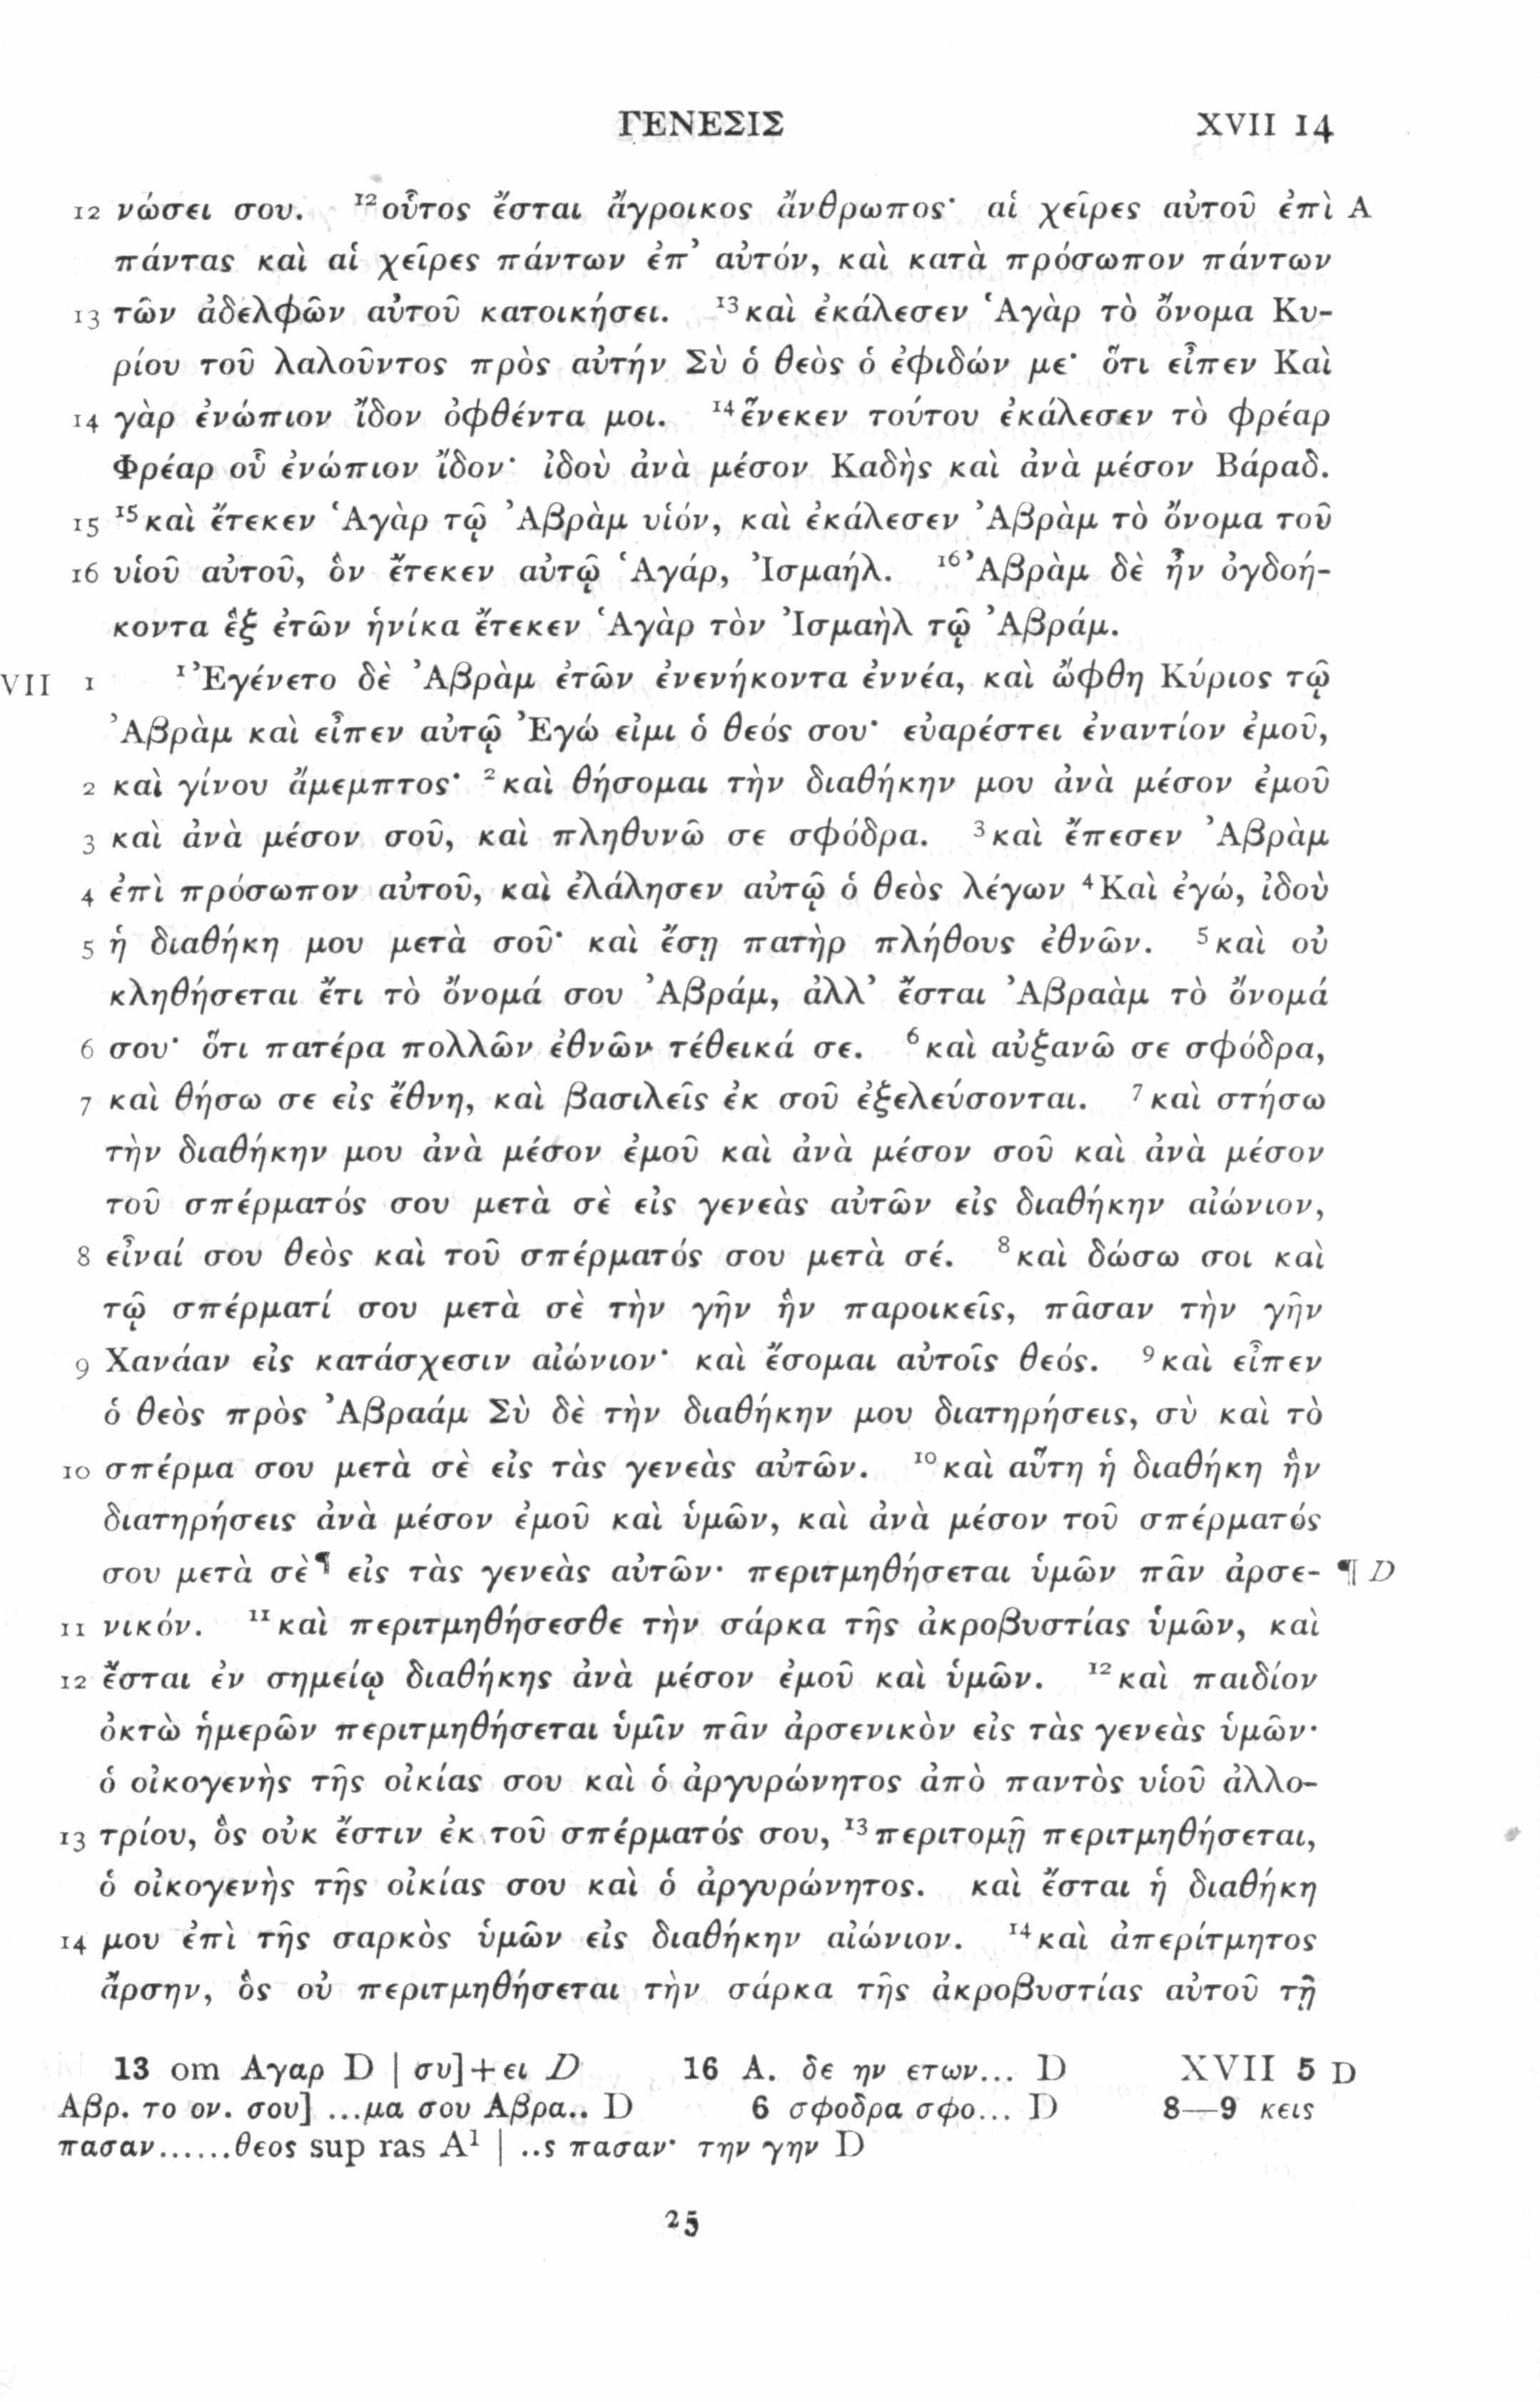 ΓΕΝΕΣΙΣ XVII 14
12 νώσει σου. ¹²οὗτος ἔσται ἄγροικος ἄνθρωπος· αἱ χεῖρες αὐτοῦ ἐπὶ A
πάντας καὶ αἱ χεῖρες πάντων ἐπ’ αὐτόν, καὶ κατὰ πρόσωπον πάντων
13 τῶν ἀδελφῶν αὐτοῦ κατοικήσει. ¹³καὶ ἐκάλεσεν Ἁγὰρ τὸ ὄνομα Κυ-
ρίου τοῦ λαλοῦντος πρὸς αὐτήν Σὺ ὁ θεὸς ὁ ἐφιδών με· ὅτι εἶπεν Καὶ
14 γὰρ ἐνώπιον ἴδον ὀφθέντα μοι. ¹⁴ἕνεκεν τούτου ἐκάλεσεν τὸ φρέαρ
Φρέαρ οὗ ἐνώπιον ἴδον· ἰδοὺ ἀνὰ μέσον Καδὴς καὶ ἀνὰ μέσον Βάραδ.
15 ¹⁵καὶ ἔτεκεν Ἁγὰρ τῷ Ἀβρὰμ υἱόν, καὶ ἐκάλεσεν Ἀβρὰμ τὸ ὄνομα τοῦ
16 υἱοῦ αὐτοῦ, ὃν ἔτεκεν αὐτῷ Ἁγάρ, Ἰσμαήλ. ¹⁶Ἀβρὰμ δὲ ἦν ὀγδοή-
κοντα ἓξ ἐτῶν ἡνίκα ἔτεκεν Ἁγὰρ τὸν Ἰσμαὴλ τῷ Ἀβράμ.
VII 1 ¹Ἐγένετο δὲ Ἀβρὰμ ἐτῶν ἐνενήκοντα ἐννέα, καὶ ὤφθη Κύριος τῷ
Ἀβρὰμ καὶ εἶπεν αὐτῷ Ἐγώ εἰμι ὁ θεός σου· εὐαρέστει ἐναντίον ἐμοῦ,
2 καὶ γίνου ἄμεμπτος· ²καὶ θήσομαι τὴν διαθήκην μου ἀνὰ μέσον ἐμοῦ
3 καὶ ἀνὰ μέσον σοῦ, καὶ πληθυνῶ σε σφόδρα. ³καὶ ἔπεσεν Ἀβρὰμ
4 ἐπὶ πρόσωπον αὐτοῦ, καὶ ἐλάλησεν αὐτῷ ὁ θεὸς λέγων ⁴Καὶ ἐγώ, ἰδοὺ
5 ἡ διαθήκη μου μετὰ σοῦ· καὶ ἔσῃ πατὴρ πλήθους ἐθνῶν. ⁵καὶ οὐ
κληθήσεται ἔτι τὸ ὄνομά σου Ἀβράμ, ἀλλ’ ἔσται Ἀβραὰμ τὸ ὄνομά
6 σου· ὅτι πατέρα πολλῶν ἐθνῶν τέθεικά σε. ⁶καὶ αὐξανῶ σε σφόδρα,
7 καὶ θήσω σε εἰς ἔθνη, καὶ βασιλεῖς ἐκ σοῦ ἐξελεύσονται. ⁷καὶ στήσω
τὴν διαθήκην μου ἀνὰ μέσον ἐμοῦ καὶ ἀνὰ μέσον σοῦ καὶ ἀνὰ μέσον
τοῦ σπέρματός σου μετὰ σὲ εἰς γενεὰς αὐτῶν εἰς διαθήκην αἰώνιον,
8 εἶναί σου θεὸς καὶ τοῦ σπέρματός σου μετὰ σέ. ⁸καὶ δώσω σοι καὶ
τῷ σπέρματί σου μετὰ σὲ τὴν γῆν ἣν παροικεῖς, πᾶσαν τὴν γῆν
9 Χανάαν εἰς κατάσχεσιν αἰώνιον· καὶ ἔσομαι αὐτοῖς θεός. ⁹καὶ εἶπεν
ὁ θεὸς πρὸς Ἀβραάμ Σὺ δὲ τὴν διαθήκην μου διατηρήσεις, σὺ καὶ τὸ
10 σπέρμα σου μετὰ σὲ εἰς τὰς γενεὰς αὐτῶν. ¹⁰καὶ αὕτη ἡ διαθήκη ἣν
διατηρήσεις ἀνὰ μέσον ἐμοῦ καὶ ὑμῶν, καὶ ἀνὰ μέσον τοῦ σπέρματός
σου μετὰ σὲ¶ εἰς τὰς γενεὰς αὐτῶν· περιτμηθήσεται ὑμῶν πᾶν ἀρσε- ¶ D
11 νικόν. ¹¹καὶ περιτμηθήσεσθε τὴν σάρκα τῆς ἀκροβυστίας ὑμῶν, καὶ
12 ἔσται ἐν σημείῳ διαθήκης ἀνὰ μέσον ἐμοῦ καὶ ὑμῶν. ¹²καὶ παιδίον
ὀκτὼ ἡμερῶν περιτμηθήσεται ὑμῖν πᾶν ἀρσενικὸν εἰς τὰς γενεὰς ὑμῶν·
ὁ οἰκογενὴς τῆς οἰκίας σου καὶ ὁ ἀργυρώνητος ἀπὸ παντὸς υἱοῦ ἀλλο-
13 τρίου, ὃς οὐκ ἔστιν ἐκ τοῦ σπέρματός σου, ¹³περιτομῇ περιτμηθήσεται,
ὁ οἰκογενὴς τῆς οἰκίας σου καὶ ὁ ἀργυρώνητος. καὶ ἔσται ἡ διαθήκη
14 μου ἐπὶ τῆς σαρκὸς ὑμῶν εἰς διαθήκην αἰώνιον. ¹⁴καὶ ἀπερίτμητος
ἄρσην, ὃς οὐ περιτμηθήσεται τὴν σάρκα τῆς ἀκροβυστίας αὐτοῦ τῇ
13 om Αγαρ D | συ]+ει D 16 Α. δε ην ετων... D XVII 5 D
Αβρ. το ον. σου] ...μα σου Αβρα.. D 6 σφοδρα σφο... D 8—9 κεις
πασαν......θεος sup ras A¹ | ..ς πασαν· την γην D
25